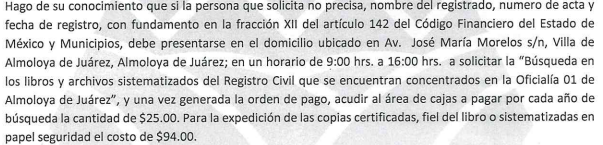 Hago de su conocimiento que si la persona que solicita no precisa, nombre del registrado, numero de acta y
fecha de registro, con fundamento en la fracción XII del artículo 142 del Código Financiero del Estado de
México y Municipios, debe presentarse en el domicilio ubicado en Av. José María Morelos s/n, Villa de
Almoloya de Juárez, Almoloya de Juárez; en un horario de 9:00 hrs. a 16:00 hrs. a solicitar la "Búsqueda en
los libros y archivos sistematizados del Registro Civil que se encuentran concentrados en la Oficialía 01 de
Almoloya de Juárez", y una vez generada la orden de pago, acudir al área de cajas a pagar por cada año de
búsqueda la cantidad de $25.00. Para la expedición de las copias certificadas, fiel del libro o sistematizadas en
papel seguridad el costo de $94.00.